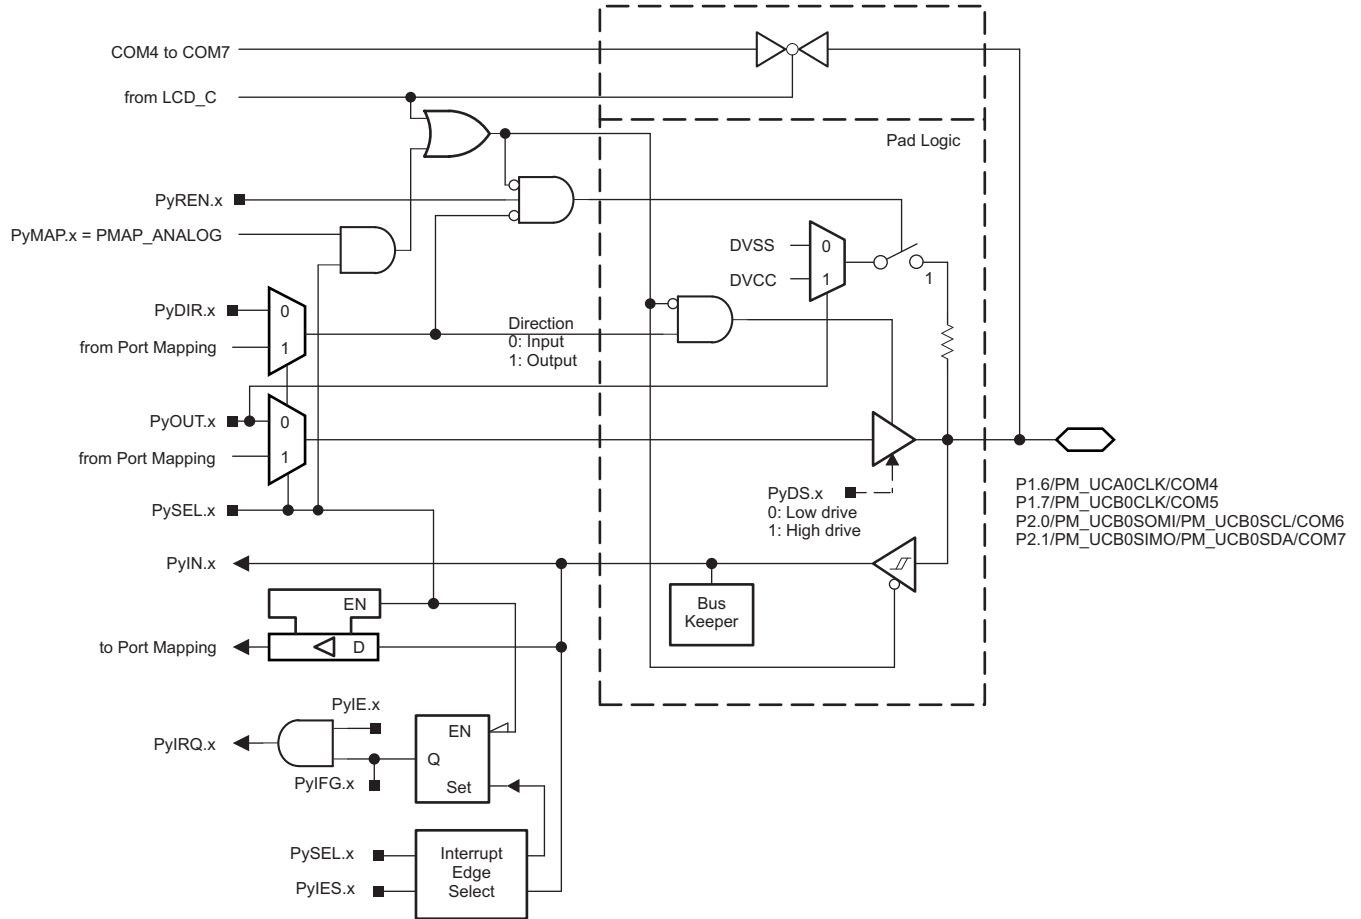 COM4 to COM7
from LCD_C
Pad Logic
PyREN.x
PyMAP.x = PMAP_ANALOG
DVSS
0
DVCC
1
1
PyDIR.x
0
Direction
0: Input
1: Output
from Port Mapping
1
PyOUT.x
0
from Port Mapping
1
PyDS.x
0: Low drive
1: High drive
P1.6/PM_UCA0CLK/COM4
P1.7/PM_UCB0CLK/COM5
P2.0/PM_UCB0SOMI/PM_UCB0SCL/COM6
P2.1/PM_UCB0SIMO/PM_UCB0SDA/COM7
PySEL.x
PyIN.x
EN
Bus
Keeper
to Port Mapping
D
PyIE.x
EN
PyIRQ.x
Q
PyIFG.x
Set
PySEL.x
Interrupt
Edge
Select
PyIES.x